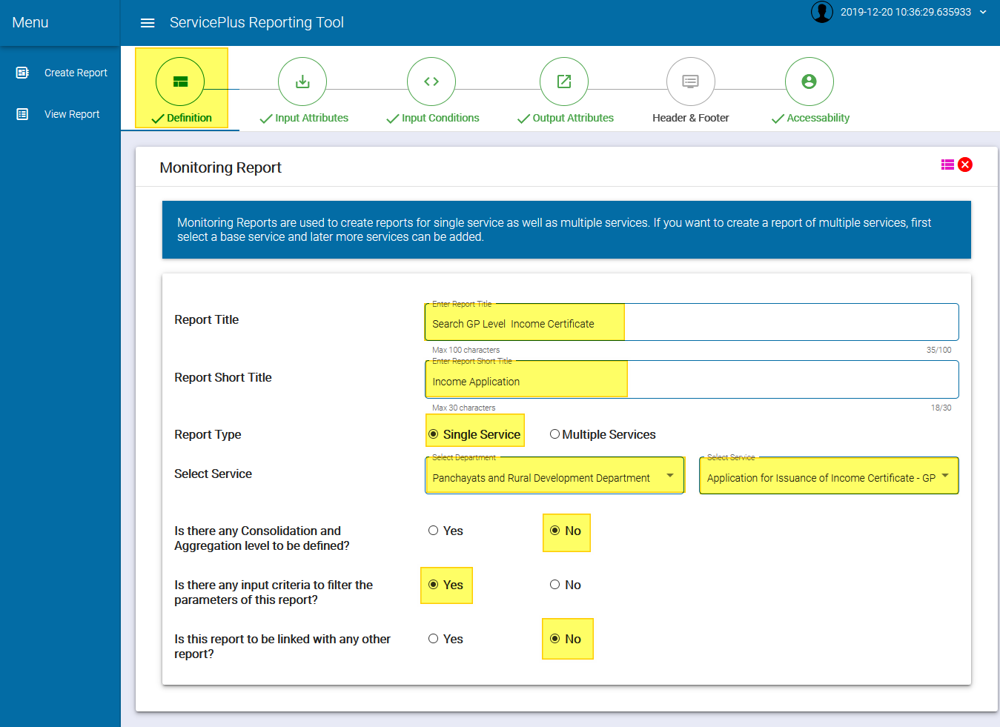 Menu
ServicePlus Reporting Tool
2019-12-20 10:36:29.635933
Create Report
View Report
Definition
Input Attributes
Input Conditions
Output Attributes
Header & Footer
Accessability
Monitoring Report
Monitoring Reports are used to create reports for single service as well as multiple services. If you want to create a report of multiple services, first
select a base service and later more services can be added.
Report Title
Enter Report Title
Search GP Level  Income Certificate
Max 100 characters
35/100
Report Short Title
Enter Report Short Title
Income Application
Max 30 characters
18/30
Report Type
Single Service
Multiple Services
Select Service
Select Department
Panchayats and Rural Development Department
Select Service
Application for Issuance of Income Certificate - GP
Is there any Consolidation and
Aggregation level to be defined?
Yes
No
Is there any input criteria to filter the
parameters of this report?
Yes
No
Is this report to be linked with any other
report?
Yes
No